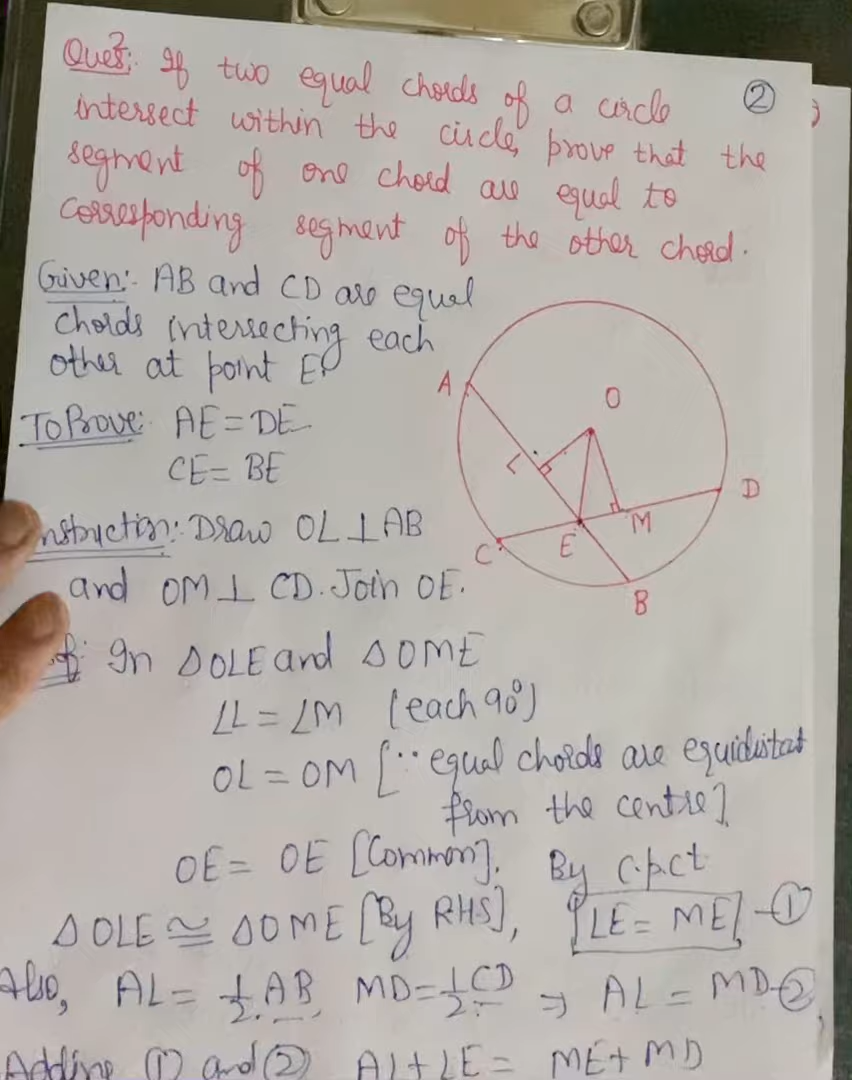 Ques 2: If two equal chords of a circle
②
intersect within the circle, prove that the
segment of one chord are equal to
corresponding segment of the other chord.
Given:- AB and CD are equal
chords intersecting each
other at point E.
To Prove: AE = DE
CE = BE
A
O
L
D
M
C
E
B
nstruction: Draw OL ⊥ AB
and OM ⊥ CD. Join OE.
f: In ΔOLE and ΔOME
∠L = ∠M (each 90°)
OL = OM [∵ equal chords are equidistat
from the centre]
OE = OE [Common]. By c.p.ct
ΔOLE ≅ ΔOME [By RHS], [LE = ME] -①
Also, AL = 1/2 AB, MD = 1/2 CD ⇒ AL = MD-②
Adding ① and ② AL + LE = ME + MD